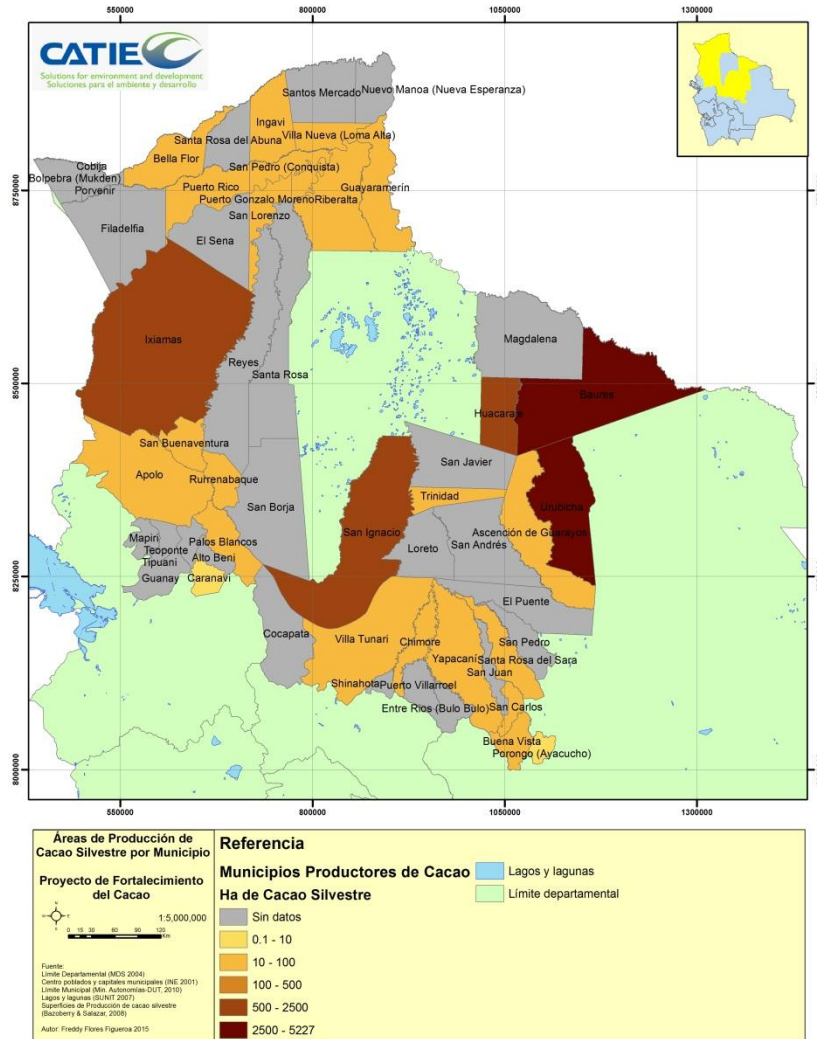 550000
800000
1050000
1300000
CATIE
Solutions for environment and development
Soluciones para el ambiente y desarrollo
Santos Mercado
Nuevo Manoa (Nueva Esperanza)
Ingavi
Santa Rosa del Abuna
Villa Nueva (Loma Alta)
Bella Flor
Cobija
Bolpebra (Mukden)
Porvenir
San Pedro (Conquista)
Puerto Rico
Guayaramerín
Puerto Gonzalo Moreno
Riberalta
San Lorenzo
Filadelfia
El Sena
8750000
Ixiamas
Magdalena
Reyes
Santa Rosa
8500000
Baures
Huacaraje
San Buenaventura
San Javier
Apolo
Rurrenabaque
Trinidad
San Borja
Urubicha
San Ignacio
Ascención de Guarayos
Mapiri
Palos Blancos
Teoponte
Alto Beni
Loreto
San Andrés
Tipuani
Guanay
Caranavi
8250000
El Puente
Cocapata
Villa Tunari
Chimore
San Pedro
Yapacaní
Santa Rosa del Sara
San Juan
Shinahota
Puerto Villarroel
Entre Rios (Bulo Bulo)
San Carlos
Buena Vista
Porongo (Ayacucho)
8000000
550000
800000
1050000
1300000
Áreas de Producción de
Cacao Silvestre por Municipio
Proyecto de Fortalecimiento
del Cacao
N
1:5,000,000
0 15 30 60 90 120
Km
Fuente:
Límite Departamental (MDS 2004)
Centro poblados y capitales municipales (INE 2001)
Límite Municipal (Min. Autonomías-DUT, 2010)
Lagos y lagunas (SUNIT 2007)
Superficies de Producción de cacao silvestre
(Bazoberry & Salazar, 2008)
Autor: Freddy Flores Figueroa 2015
Referencia
Municipios Productores de Cacao
Ha de Cacao Silvestre
Sin datos
0.1 - 10
10 - 100
100 - 500
500 - 2500
2500 - 5227
Lagos y lagunas
Límite departamental